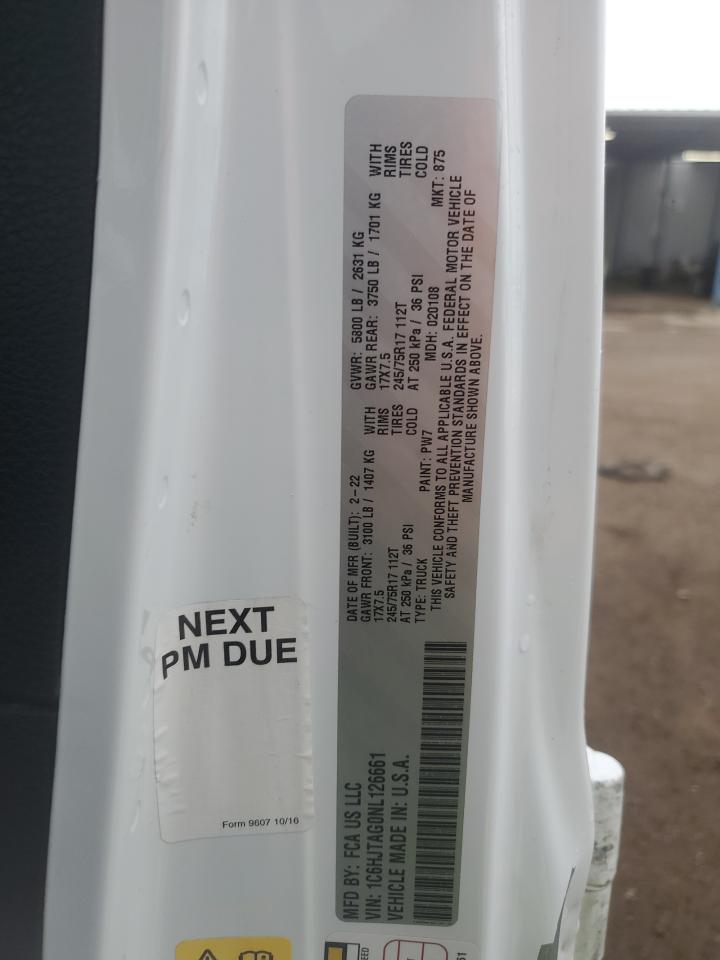 MFD BY: FCA US LLC
VIN: 1C6HJTAG0NL126661
VEHICLE MADE IN: U.S.A.
DATE OF MFR (BUILT): 2-22 GVWR: 5800 LB / 2631 KG
GAWR FRONT: 3100 LB / 1407 KG WITH GAWR REAR: 3750 LB / 1701 KG WITH
17X7.5 RIMS 17X7.5 RIMS
245/75R17 112T TIRES 245/75R17 112T TIRES
AT 250 kPa / 36 PSI COLD AT 250 kPa / 36 PSI COLD
TYPE: TRUCK PAINT: PW7 MDH: 020108 MKT: 875
THIS VEHICLE CONFORMS TO ALL APPLICABLE U.S.A. FEDERAL MOTOR VEHICLE
SAFETY AND THEFT PREVENTION STANDARDS IN EFFECT ON THE DATE OF
MANUFACTURE SHOWN ABOVE.
NEXT
PM DUE
Form 9607 10/16